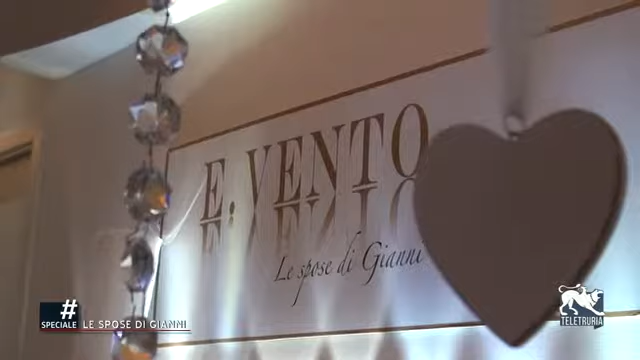 E. VENTO
Le spose di Gianni
#
SPECIALE LE SPOSE DI GIANNI
TELETRURIA